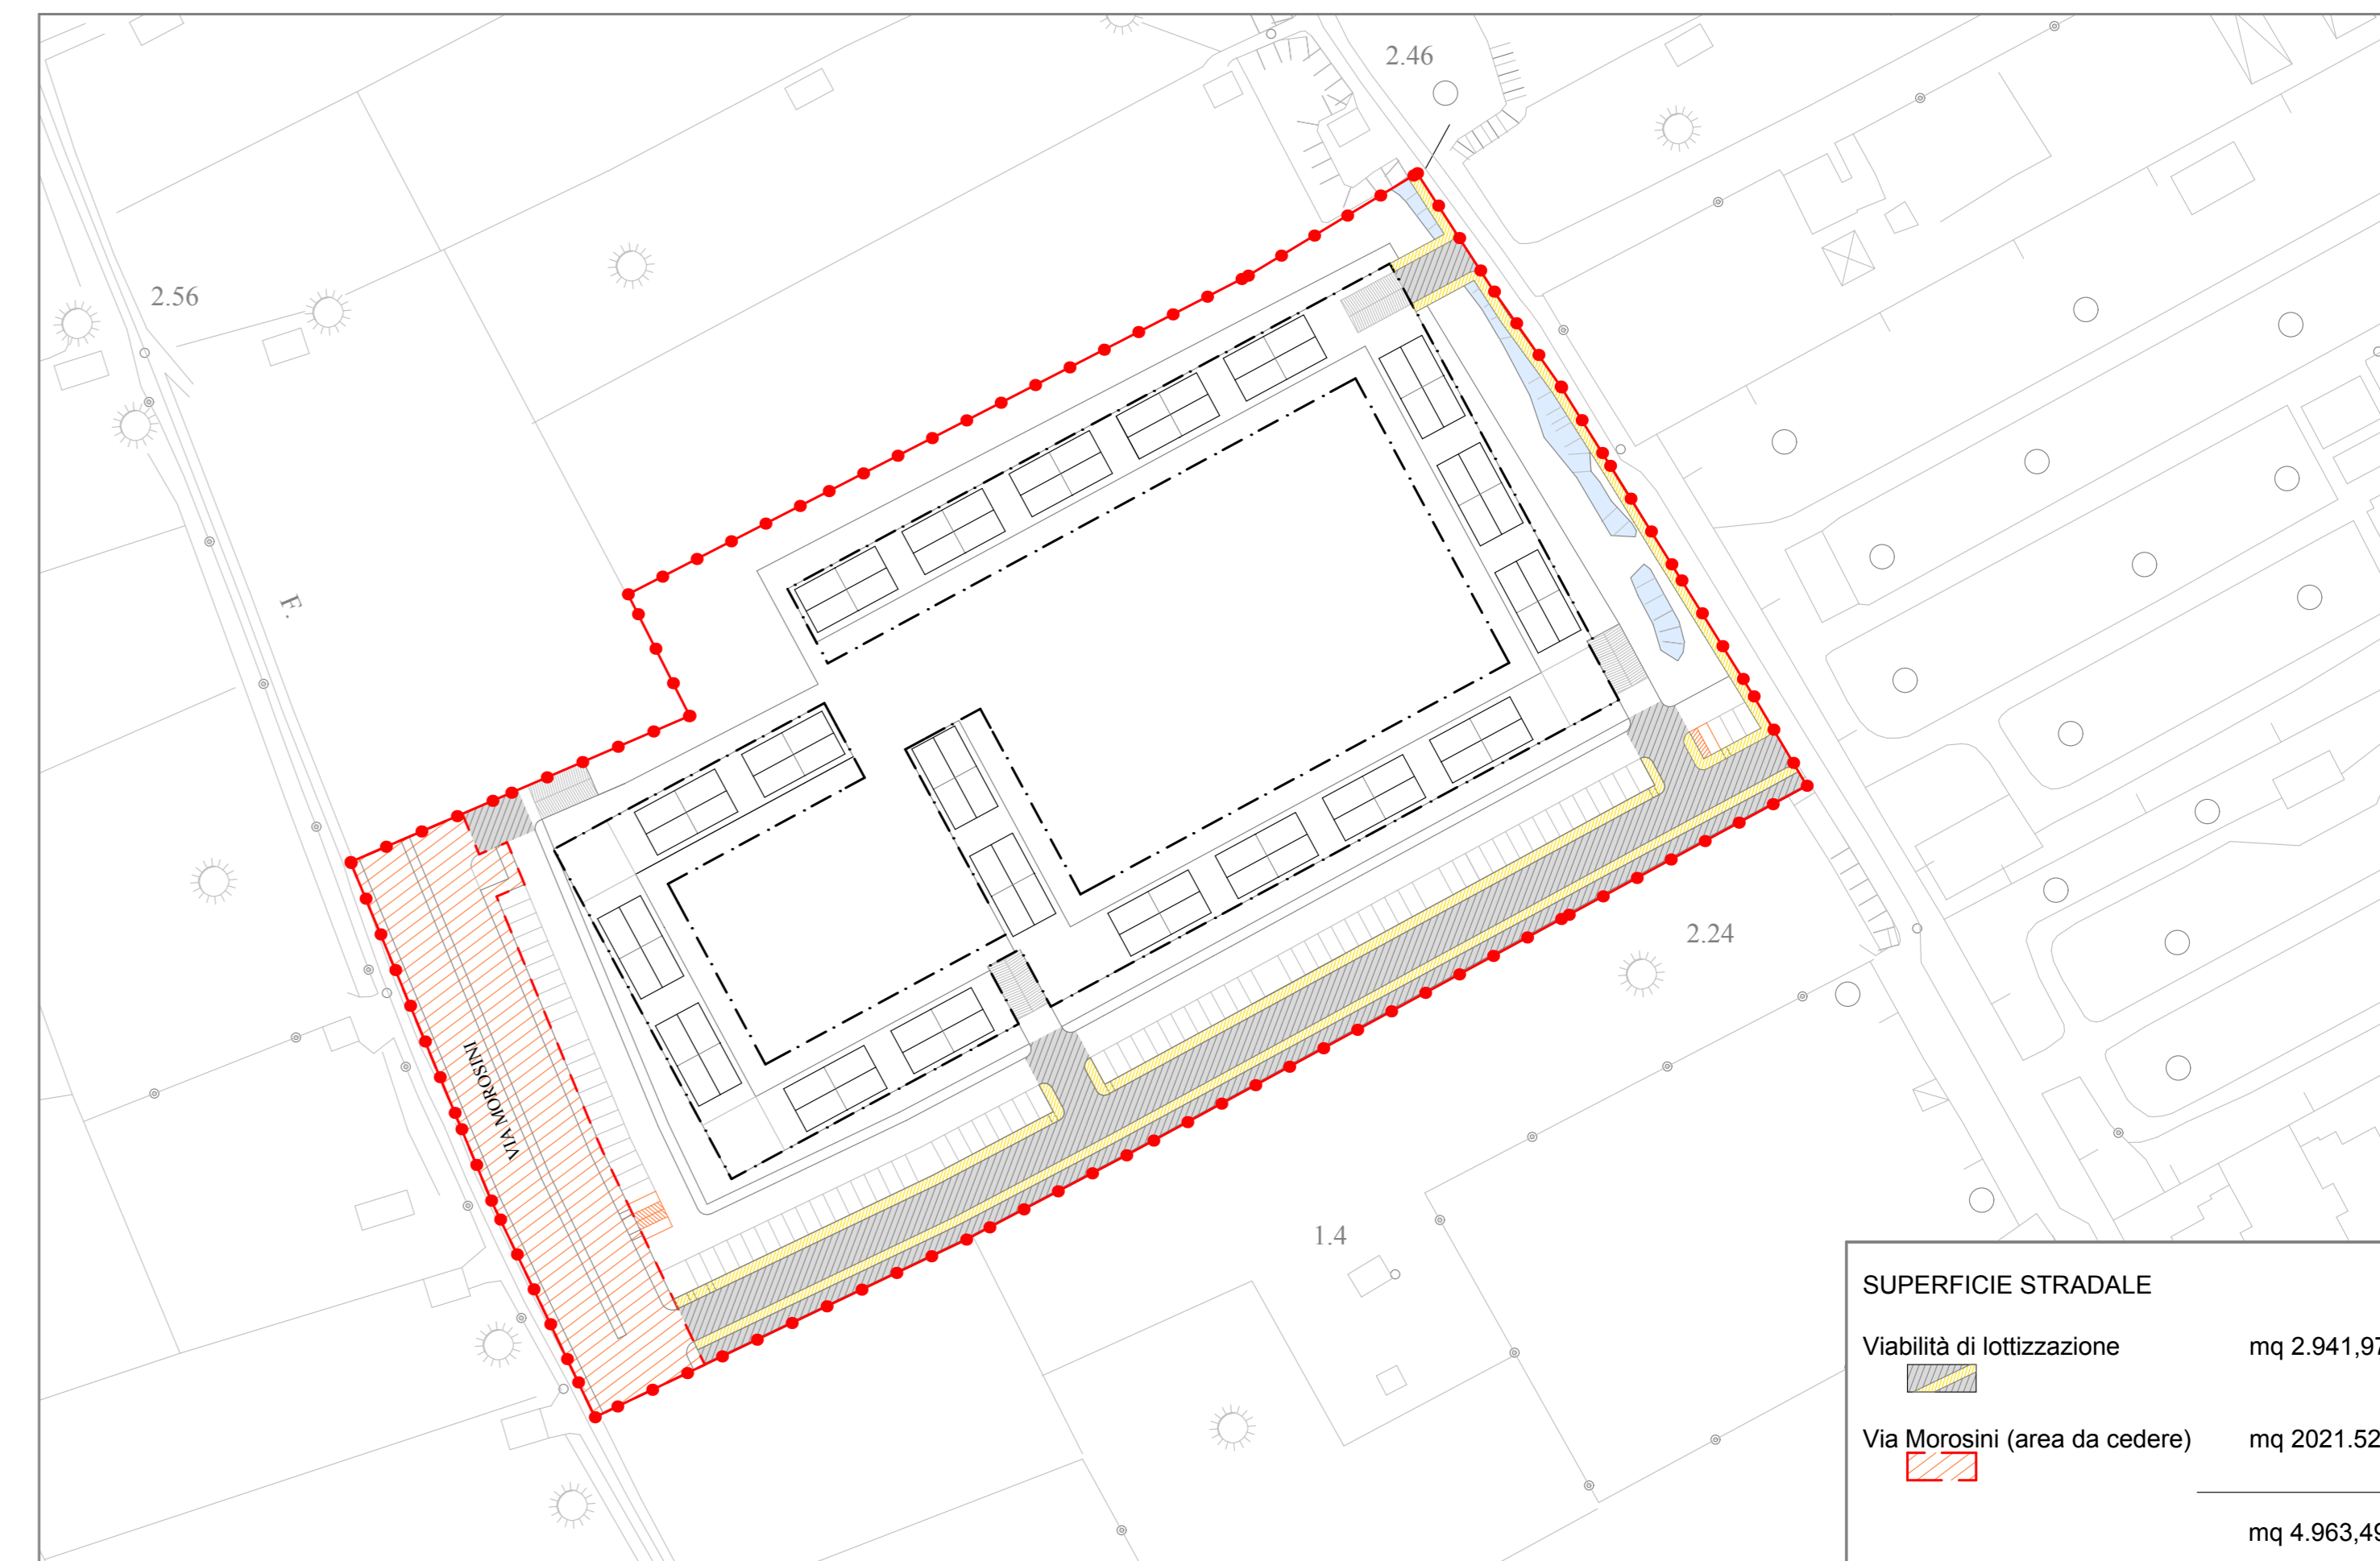 2.46
2.56
F.
2.24
VIA MOROSINI
1.4
SUPERFICIE STRADALE
Viabilità di lottizzazione mq 2.941,97
Via Morosini (area da cedere) mq 2021.52
mq 4.963,49